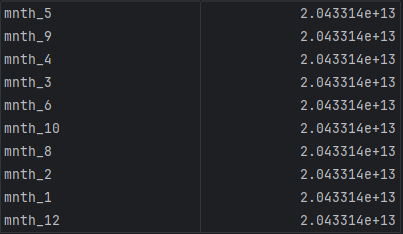 mnth_5 2.043314e+13
mnth_9 2.043314e+13
mnth_4 2.043314e+13
mnth_3 2.043314e+13
mnth_6 2.043314e+13
mnth_10 2.043314e+13
mnth_8 2.043314e+13
mnth_2 2.043314e+13
mnth_1 2.043314e+13
mnth_12 2.043314e+13